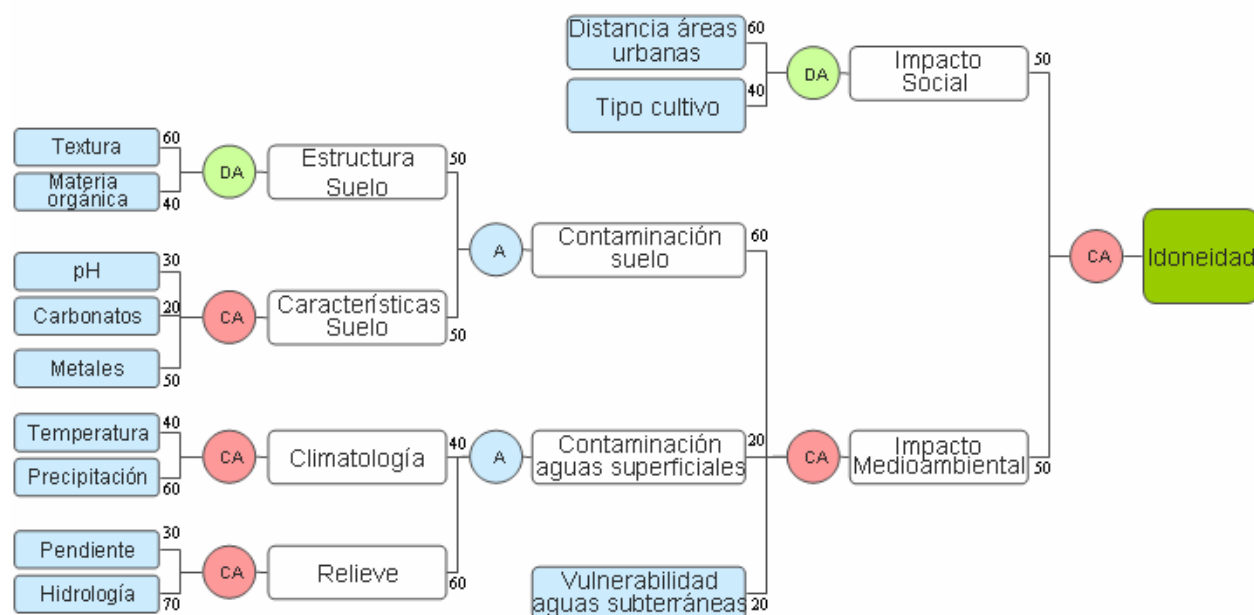 Distancia áreas
urbanas
60
Tipo cultivo
40
DA
Impacto
Social
50
Textura
60
Materia
orgánica
40
DA
Estructura
Suelo
50
pH
30
Carbonatos
20
Metales
50
CA
Características
Suelo
50
A
Contaminación
suelo
60
Temperatura
40
Precipitación
60
CA
Climatología
40
Pendiente
30
Hidrología
70
CA
Relieve
60
A
Contaminación
aguas superficiales
20
Vulnerabilidad
aguas subterráneas
20
CA
Impacto
Medioambiental
50
CA
Idoneidad